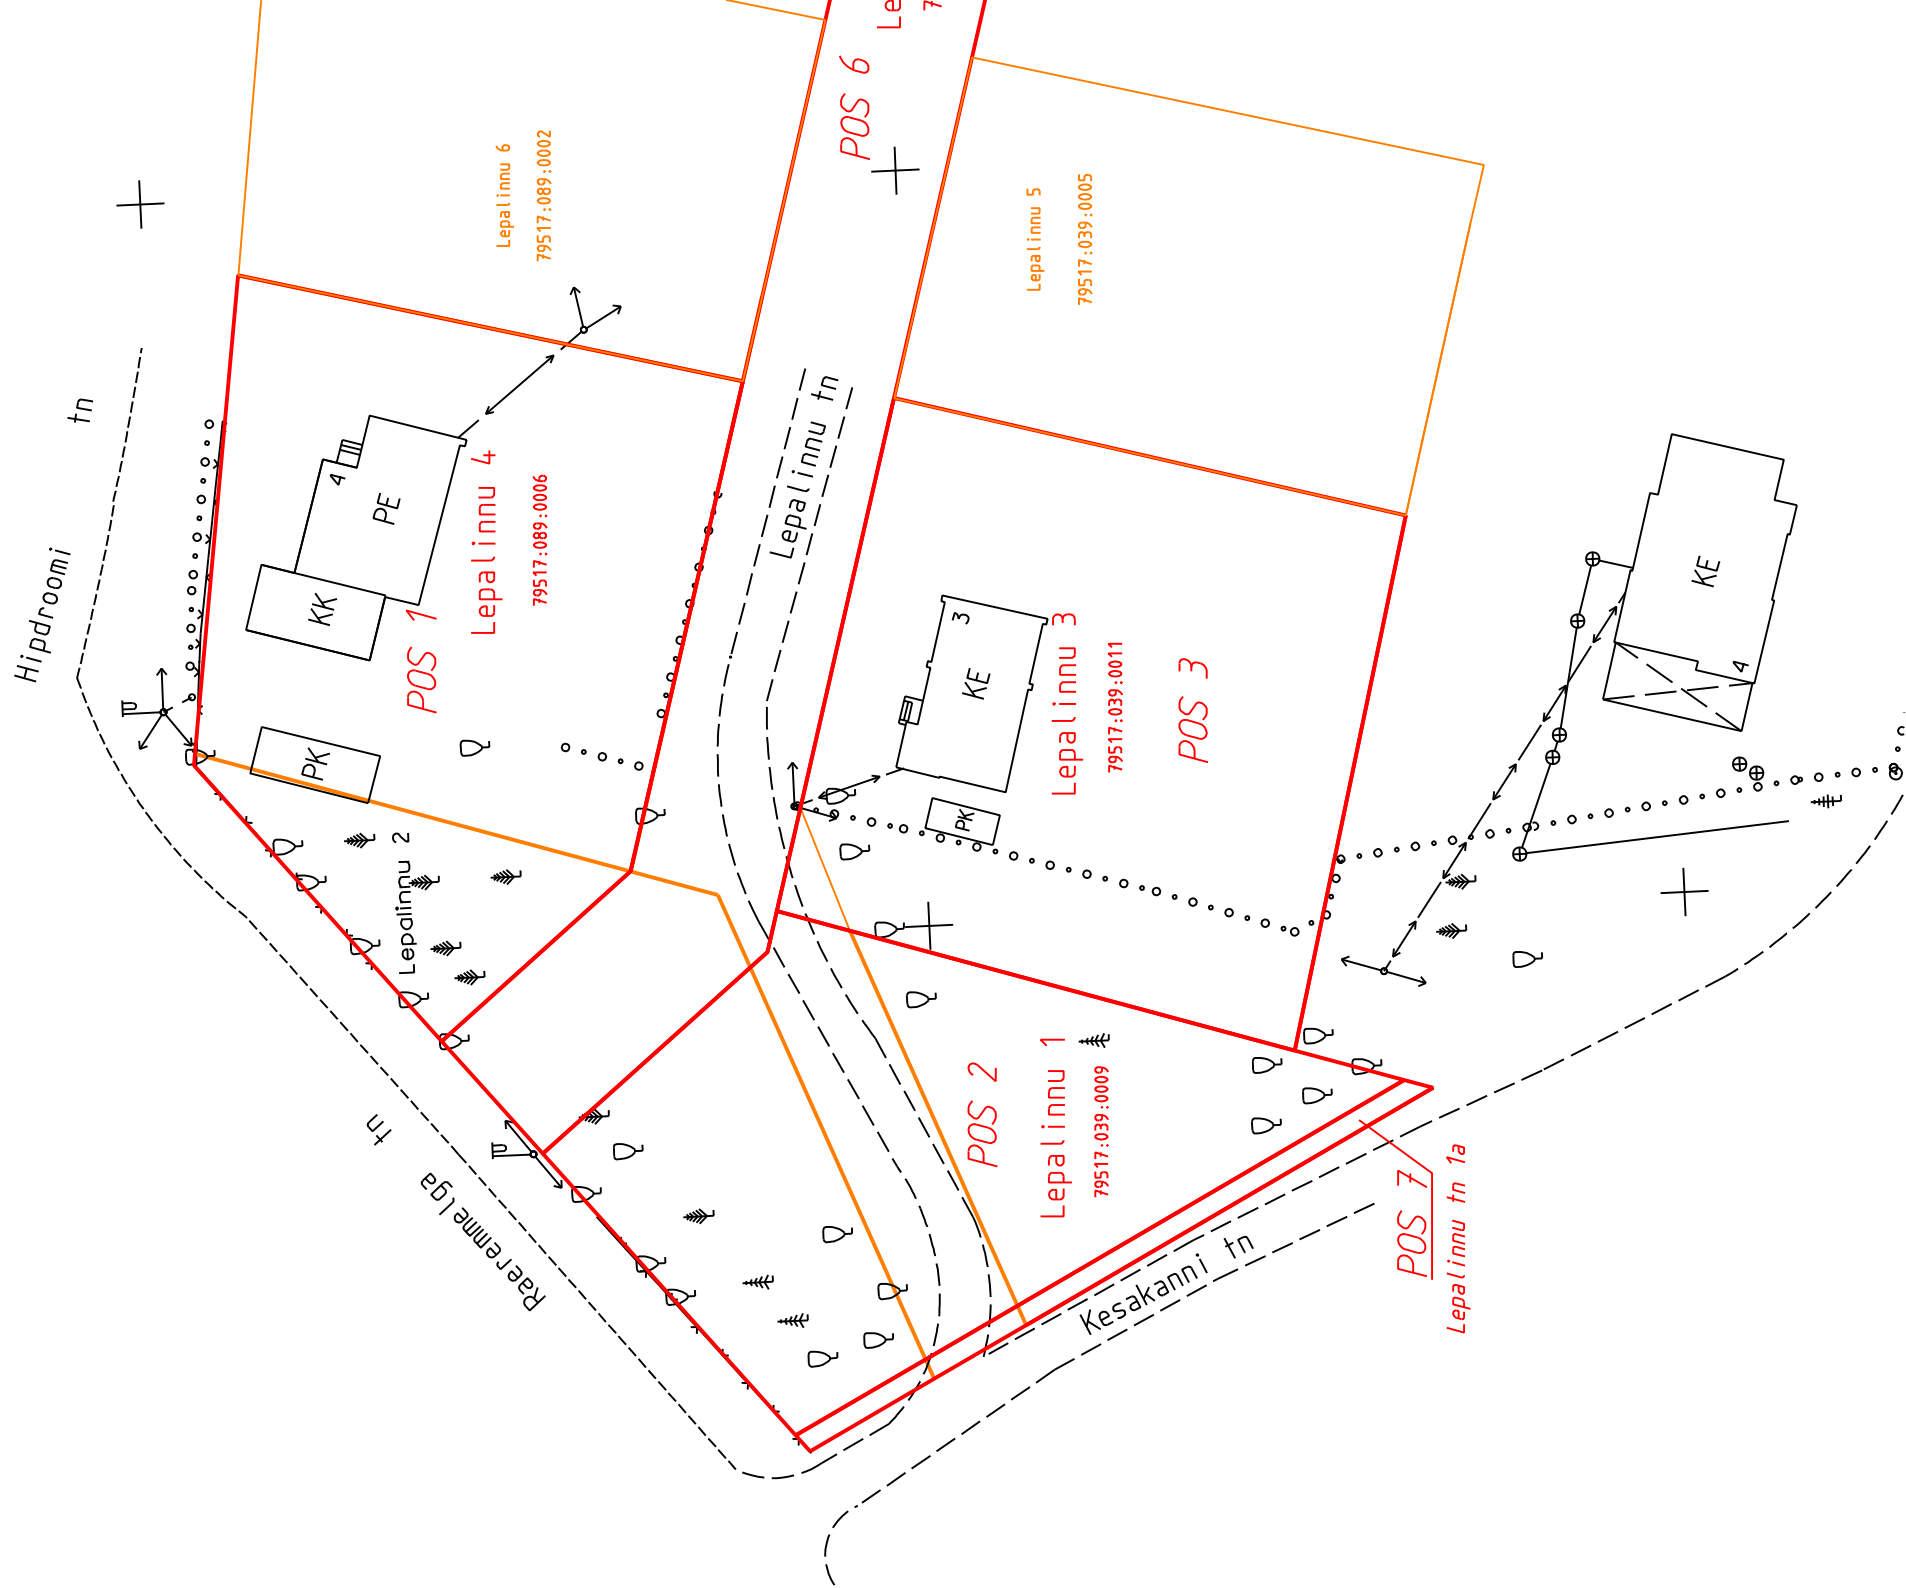 Lepalinnu 6
79517:089:0002
POS 6
Lepalinnu 5
79517:039:0005
Hipdroomi tn
4
PE
KK
Lepalinnu 4
79517:089:0006
POS 1
PK
Lepalinnu 2
Lepalinnu tn
3
KE
PK
Lepalinnu 3
79517:039:0011
POS 3
KE
4
POS 2
Lepalinnu 1
79517:039:0009
Raeremmelga tn
Kesakanni tn
POS 7
Lepalinnu tn 1a